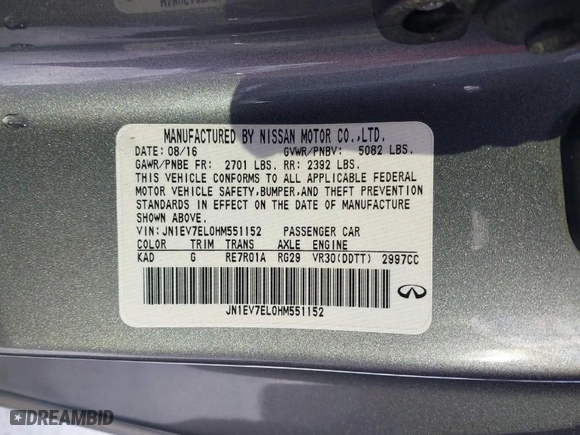 MANUFACTURED BY NISSAN MOTOR CO.,LTD.
DATE: 08/16 GVWR/PNBV: 5082 LBS.
GAWR/PNBE FR: 2701 LBS. RR: 2392 LBS.
THIS VEHICLE CONFORMS TO ALL APPLICABLE FEDERAL
MOTOR VEHICLE SAFETY,BUMPER,AND THEFT PREVENTION
STANDARDS IN EFFECT ON THE DATE OF MANUFACTURE
SHOWN ABOVE.
VIN:JN1EV7EL0HM551152 PASSENGER CAR
COLOR TRIM TRANS AXLE ENGINE
KAD G RE7R01A RG29 VR30(DDTT) 2997CC
JN1EV7EL0HM551152
DREAMBID